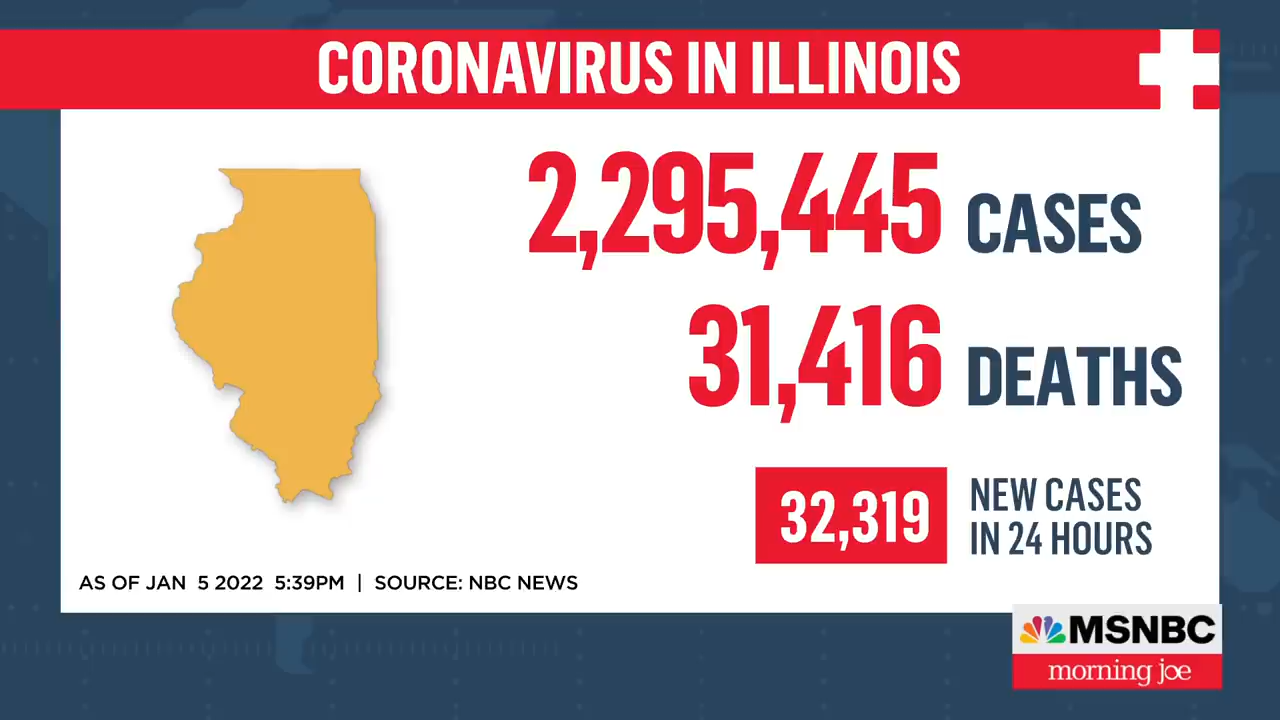 CORONAVIRUS IN ILLINOIS
2,295,445 CASES
31,416 DEATHS
32,319 NEW CASES
IN 24 HOURS
AS OF JAN 5 2022 5:39PM | SOURCE: NBC NEWS
MSNBC
morning joe